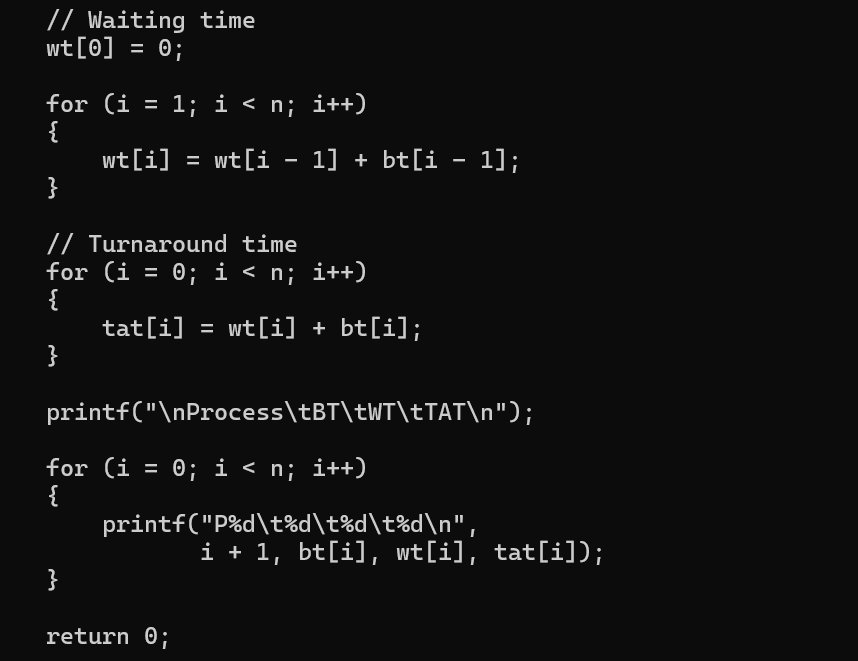 // Waiting time
wt[0] = 0;

for (i = 1; i < n; i++)
{
    wt[i] = wt[i - 1] + bt[i - 1];
}

// Turnaround time
for (i = 0; i < n; i++)
{
    tat[i] = wt[i] + bt[i];
}

printf("\nProcess\tBT\tWT\tTAT\n");

for (i = 0; i < n; i++)
{
    printf("P%d\t%d\t%d\t%d\n",
           i + 1, bt[i], wt[i], tat[i]);
}

return 0;